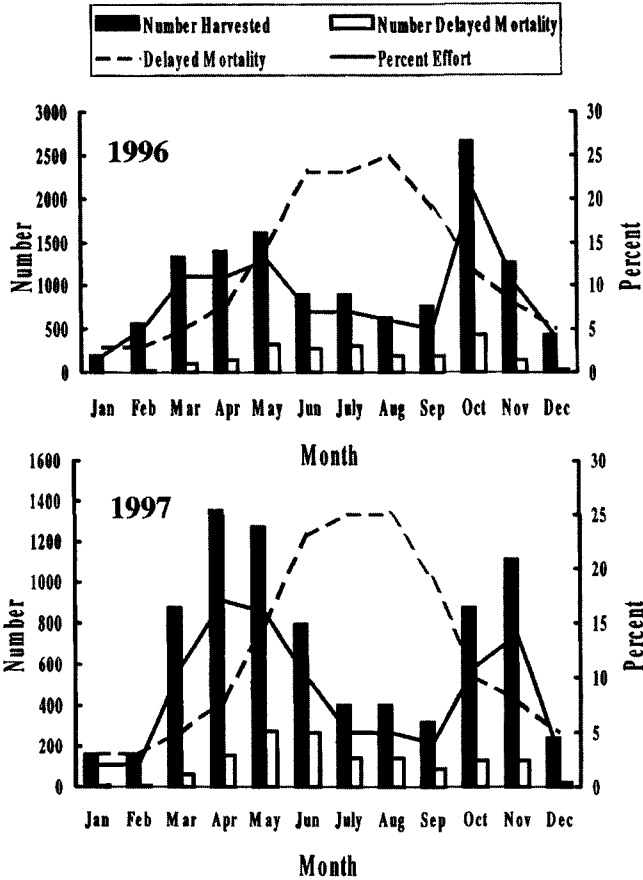 Number Harvested Number Delayed Mortality
Delayed Mortality Percent Effort
1996
Number
Percent
3000 30
2500 25
2000 20
1500 15
1000 10
500 5
0 0
Jan Feb Mar Apr May Jun July Aug Sep Oct Nov Dec
Month
1997
Number
Percent
1600 30
1400 25
1200
1000 20
800 15
600
400 10
200 5
0 0
Jan Feb Mar Apr May Jun July Aug Sep Oct Nov Dec
Month